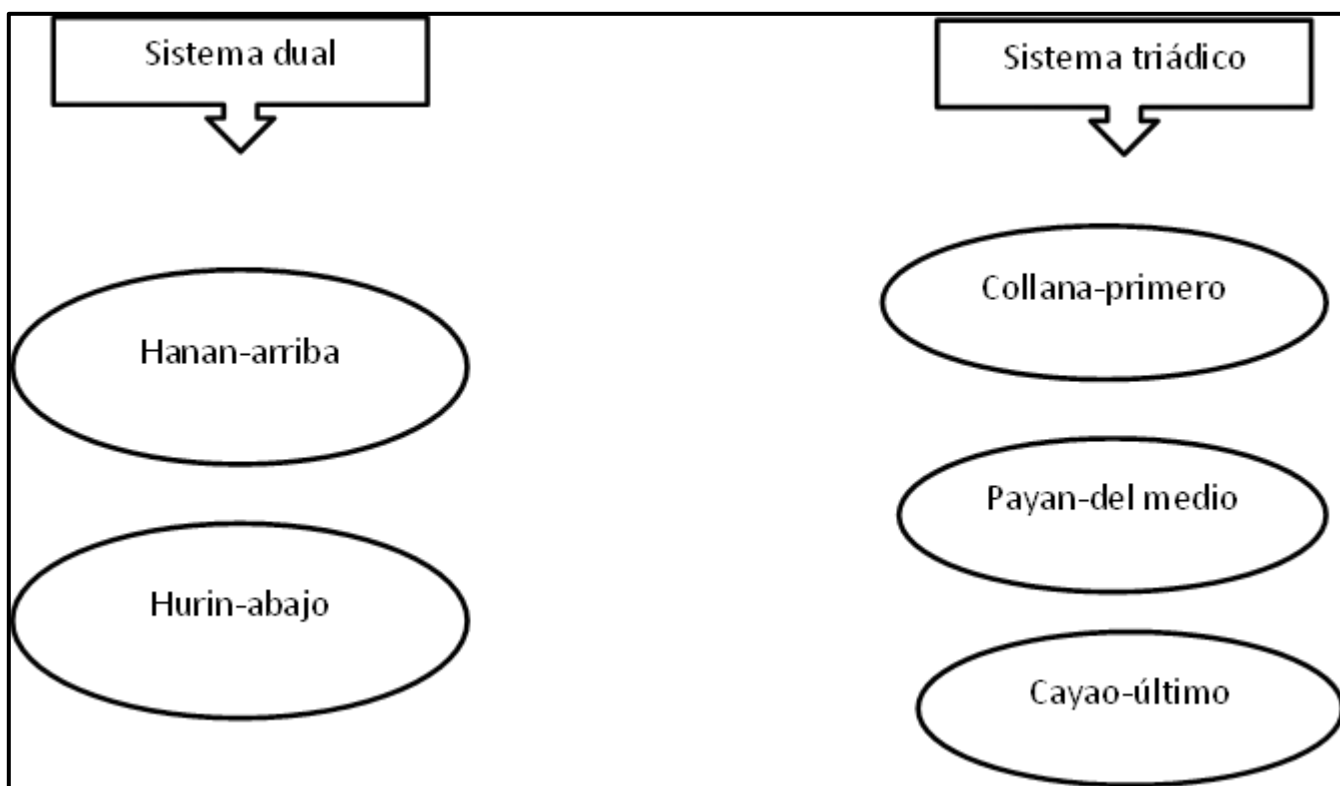 Sistema dual
Hanan-arriba
Hurin-abajo
Sistema triádico
Collana-primero
Payan-del medio
Cayao-último